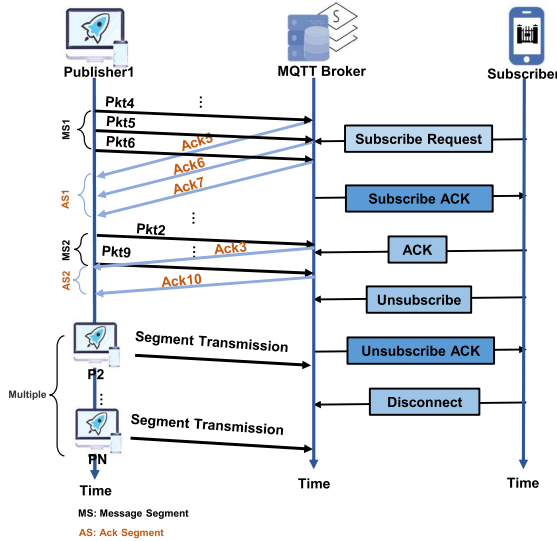 S
Publisher1
MQTT Broker
Subscriber
Pkt4
⋮
MS1
Pkt5
Ack5
Subscribe Request
Pkt6
Ack6
Ack7
AS1
Subscribe ACK
⋮
Pkt2
MS2
Ack3
ACK
Pkt9
⋮
AS2
Ack10
Unsubscribe
Segment Transmission
Unsubscribe ACK
P2
Multiple
⋮
Disconnect
Segment Transmission
PN
Time
Time
Time
MS: Message Segment
AS: Ack Segment